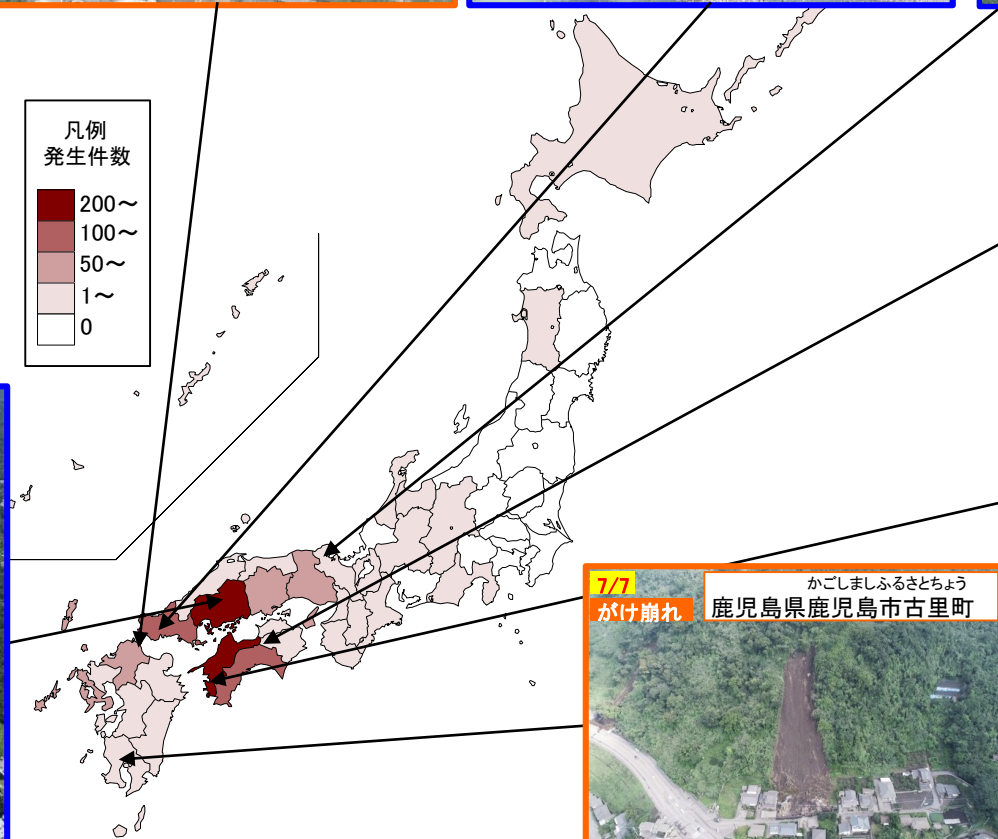 凡例
発生件数
200～
100～
50～
1～
0
7/7
がけ崩れ
かごしましふるさとちょう
鹿児島県鹿児島市古里町